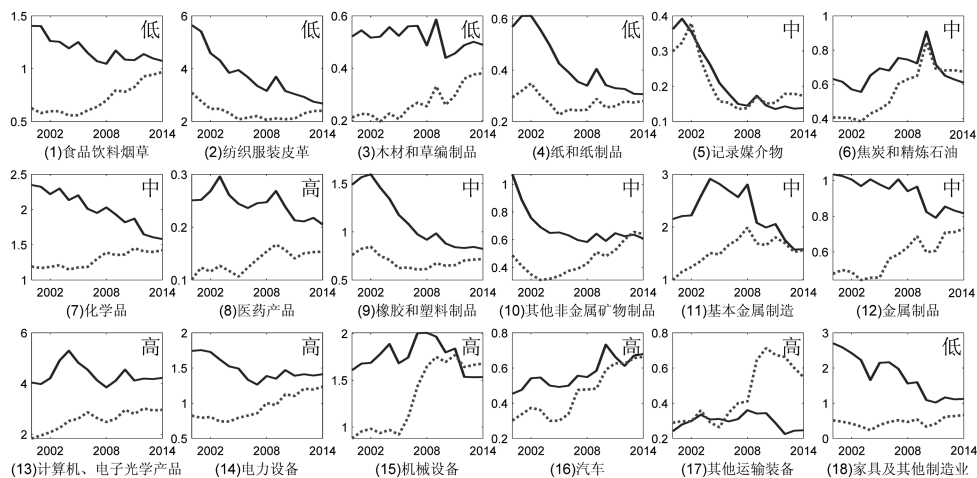 1.5
1
0.5
低
2002 2008 2014
(1)食品饮料烟草
6
4
2
低
2002 2008 2014
(2)纺织服装皮革
0.6
0.4
0.2
低
2002 2008 2014
(3)木材和草编制品
0.6
0.4
0.2
低
2002 2008 2014
(4)纸和纸制品
0.4
0.3
0.2
0.1
中
2002 2008 2014
(5)记录媒介物
1
0.8
0.6
0.4
中
2002 2008 2014
(6)焦炭和精炼石油
2.5
2
1.5
1
中
2002 2008 2014
(7)化学品
0.3
0.2
0.1
高
2002 2008 2014
(8)医药产品
1.5
1
0.5
中
2002 2008 2014
(9)橡胶和塑料制品
1
0.8
0.6
0.4
中
2002 2008 2014
(10)其他非金属矿物制品
3
2
1
中
2002 2008 2014
(11)基本金属制造
1
0.8
0.6
中
2002 2008 2014
(12)金属制品
6
4
2
高
2002 2008 2014
(13)计算机、电子光学产品
2
1.5
1
0.5
高
2002 2008 2014
(14)电力设备
2
1.5
1
高
2002 2008 2014
(15)机械设备
0.8
0.6
0.4
0.2
高
2002 2008 2014
(16)汽车
0.8
0.6
0.4
0.2
高
2002 2008 2014
(17)其他运输装备
3
2
1
0
低
2002 2008 2014
(18)家具及其他制造业